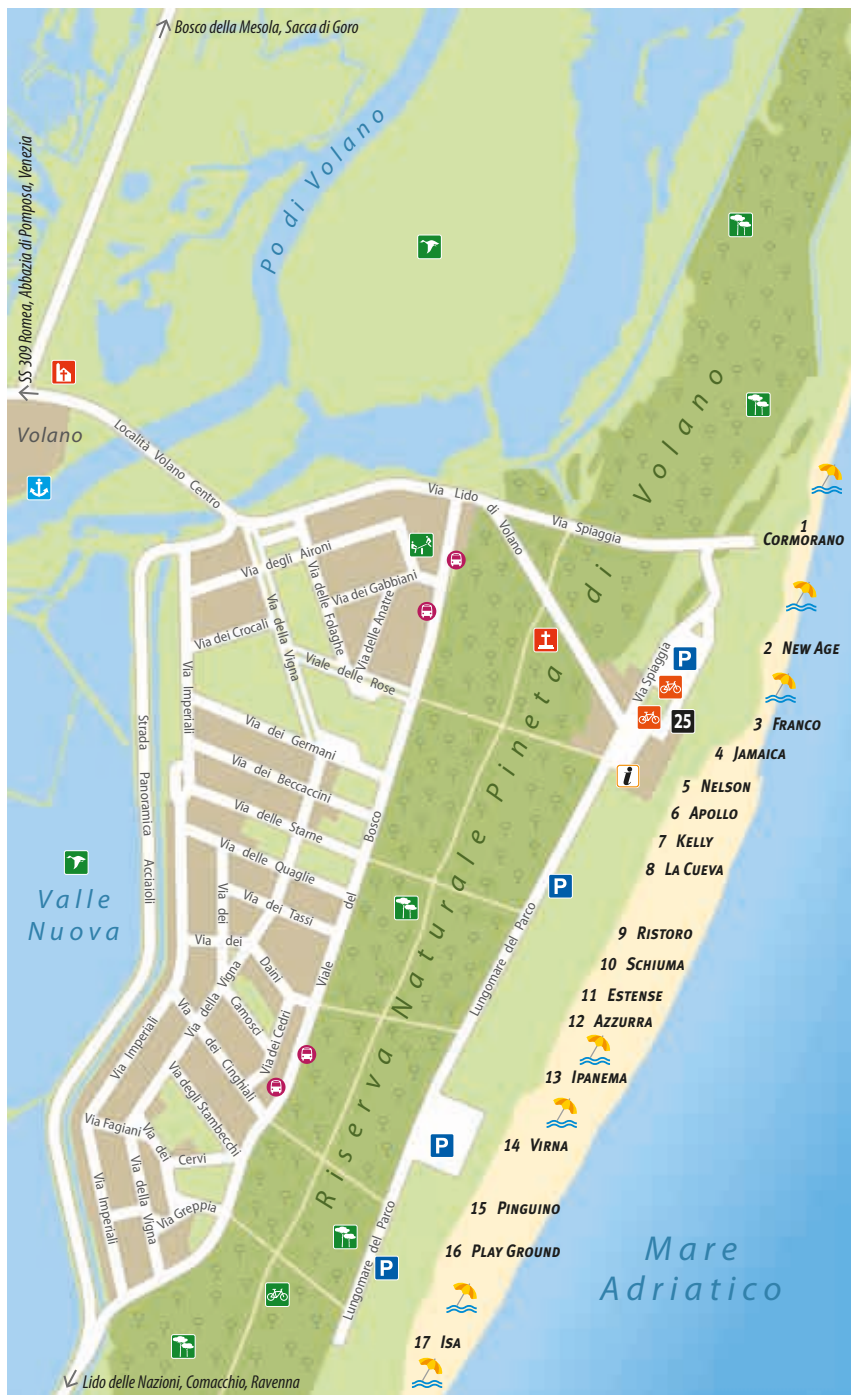 Bosco della Mesola, Sacca di Goro
SS 309 Romea, Abbazia di Pomposa, Venezia
Po di Volano
Volano
Località Volano Centro
Via Lido di Volano
Via Spiaggia
1
CORMORANO
Via degli Aironi
Via dei Gabbiani
Via delle Folaghe
Via delle Anatre
Via dei Crocali
Via della Vigna
Viale delle Rose
Via Imperiali
Via Spiaggia
P
2 NEW AGE
25
3 FRANCO
4 JAMAICA
i
5 NELSON
6 APOLLO
7 KELLY
8 LA CUEVA
Strada Panoramica Acciaioli
Via dei Germani
Via dei Beccaccini
Via delle Starne
Via delle Quaglie
Via dei Tassi
Viale del Bosco
Riserva Naturale Pineta di Volano
P
Lungomare del Parco
Valle
Nuova
9 RISTORO
10 SCHIUMA
11 ESTENSE
12 AZZURRA
13 IPANEMA
14 VIRNA
15 PINGUINO
16 PLAY GROUND
17 ISA
Via dei Daini
Via dei Camosci
Via della Vigna
Via dei Cedri
Via dei Cinghiali
Via degli Stambecchi
Via Imperiali
Via Fagiani
Via dei Cervi
Via della Vigna
Via Imperiali
Via Greppia
P
Lungomare del Parco
P
Mare
Adriatico
Lido delle Nazioni, Comacchio, Ravenna